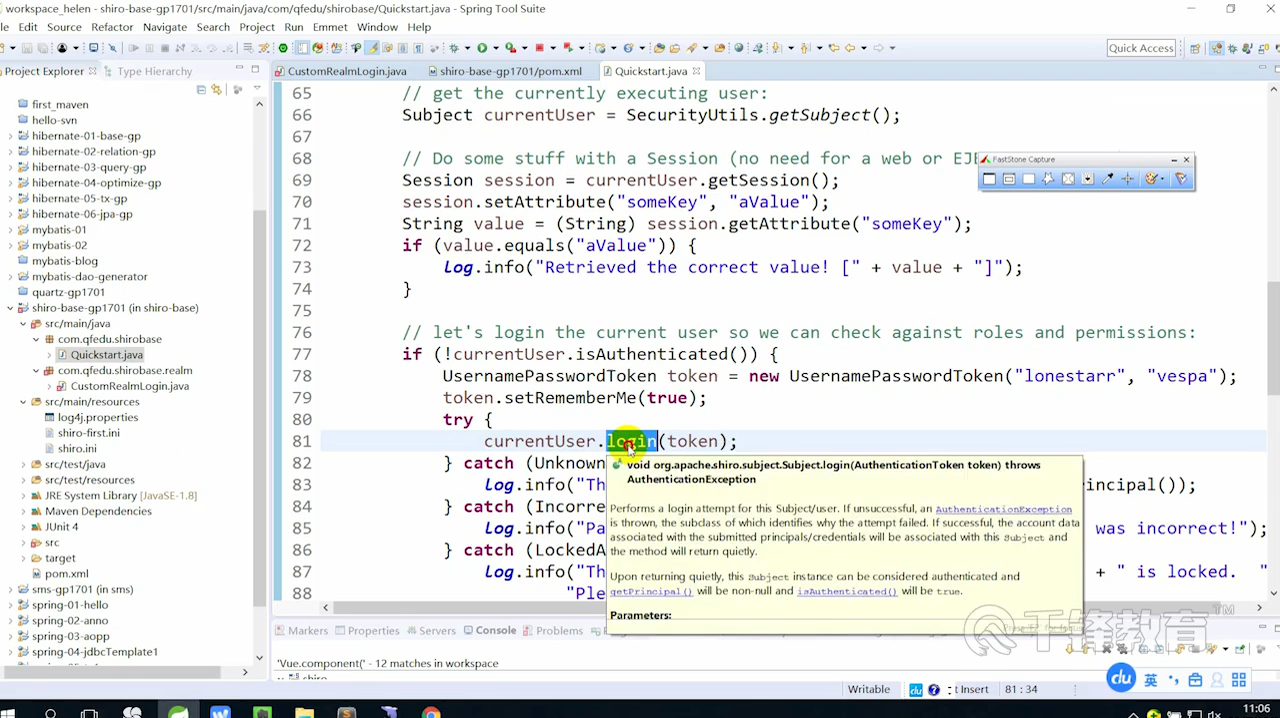 workspace_helen - shiro-base-gp1701/src/main/java/com/qfedu/shirobase/Quickstart.java - Spring Tool Suite
Edit Source Refactor Navigate Search Project Run Emmet Window Help
Quick Access
Project Explorer Type Hierarchy
CustomRealmLogin.java shiro-base-gp1701/pom.xml Quickstart.java
first_maven
hello-svn
hibernate-01-base-gp
hibernate-02-relation-gp
hibernate-03-query-gp
hibernate-04-optimize-gp
hibernate-05-tx-gp
hibernate-06-jpa-gp
mybatis-01
mybatis-02
mybatis-blog
mybatis-dao-generator
quartz-gp1701
shiro-base-gp1701 (in shiro-base)
src/main/java
com.qfedu.shirobase
Quickstart.java
com.qfedu.shirobase.realm
CustomRealmLogin.java
src/main/resources
log4j.properties
shiro-first.ini
shiro.ini
src/test/java
src/test/resources
JRE System Library [JavaSE-1.8]
Maven Dependencies
JUnit 4
src
target
pom.xml
sms-gp1701 (in sms)
spring-01-hello
spring-02-anno
spring-03-aopp
spring-04-jdbcTemplate1
65 // get the currently executing user:
66 Subject currentUser = SecurityUtils.getSubject();
67
68 // Do some stuff with a Session (no need for a web or EJB
FastStone Capture
69 Session session = currentUser.getSession();
70 session.setAttribute("someKey", "aValue");
71 String value = (String) session.getAttribute("someKey");
72 if (value.equals("aValue")) {
73 Log.info("Retrieved the correct value! [" + value + "]");
74 }
75
76 // let's login the current user so we can check against roles and permissions:
77 if (!currentUser.isAuthenticated()) {
78 UsernamePasswordToken token = new UsernamePasswordToken("lonestarr", "vespa");
79 token.setRememberMe(true);
80 try {
81 currentUser.login(token);
82 } catch (Unknown
83 Log.info("Th incipal());
84 } catch (Incorre
85 Log.info("Pa was incorrect!");
86 } catch (LockedA
87 Log.info("Th + " is locked. "
88 "Ple
void org.apache.shiro.subject.Subject.login(AuthenticationToken token) throws
AuthenticationException
Performs a login attempt for this Subject/user. If unsuccessful, an AuthenticationException
is thrown, the subclass of which identifies why the attempt failed. If successful, the account data
associated with the submitted principals/credentials will be associated with this Subject and
the method will return quietly.
Upon returning quietly, this Subject instance can be considered authenticated and
getPrincipal() will be non-null and isAuthenticated() will be true.
Parameters:
千锋教育 TM
Markers Properties Servers Console Problems
'Vue.component(' - 12 matches in workspace
shiro
Writable
du
t Insert
81 : 34
du 英
11:06